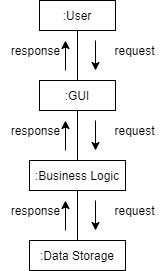 :User
response request
:GUI
response request
:Business Logic
response request
:Data Storage